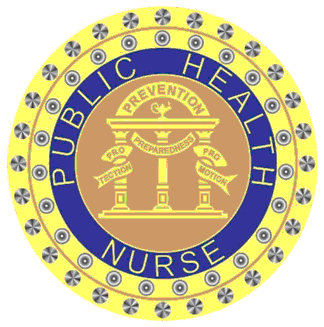 PUBLIC HEALTH
NURSE
PREVENTION
PREPAREDNESS
PRO
TECTION
PRO
MOTION